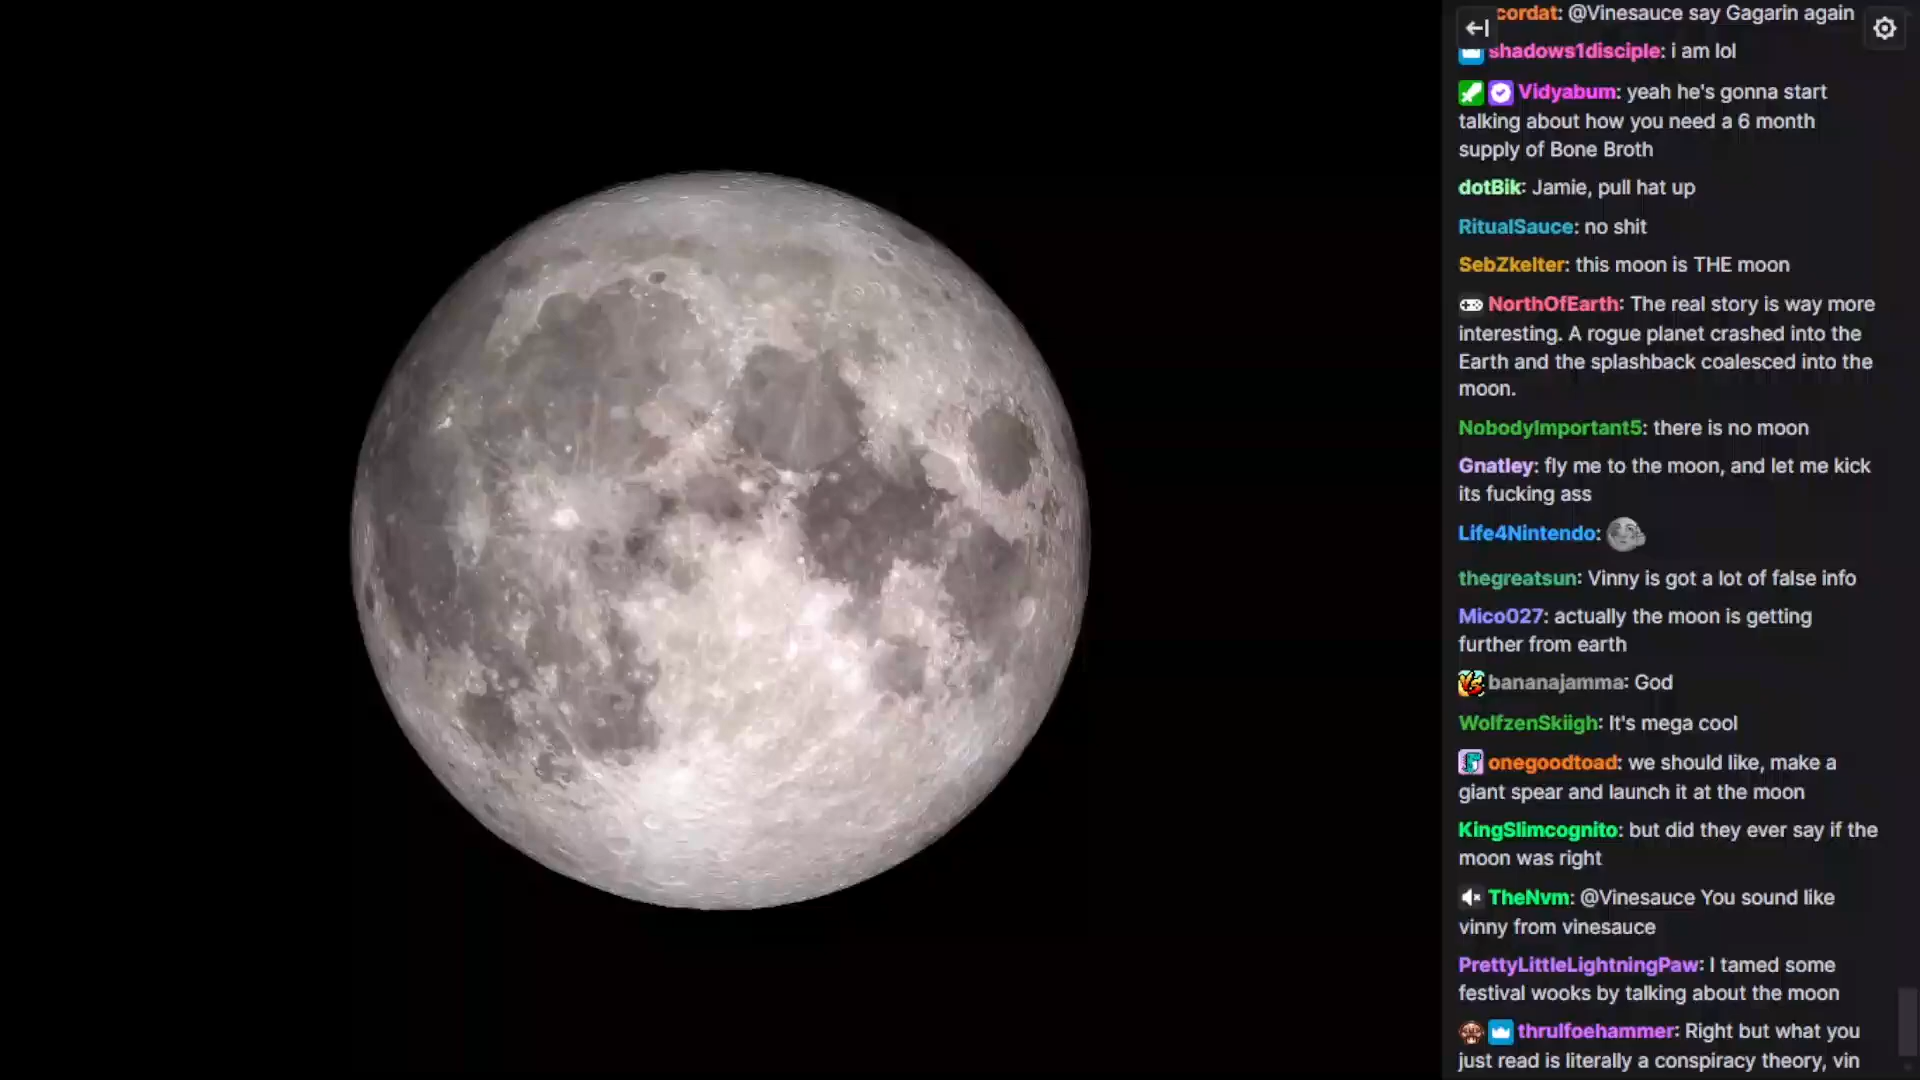 cordat: @Vinesauce say Gagarin again
shadows1disciple: i am lol
Vidyabum: yeah he's gonna start
talking about how you need a 6 month
supply of Bone Broth
dotBik: Jamie, pull hat up
RitualSauce: no shit
SebZkelter: this moon is THE moon
NorthOfEarth: The real story is way more
interesting. A rogue planet crashed into the
Earth and the splashback coalesced into the
moon.
NobodyImportant5: there is no moon
Gnatley: fly me to the moon, and let me kick
its fucking ass
Life4Nintendo:
thegreatsun: Vinny is got a lot of false info
Mico027: actually the moon is getting
further from earth
bananajamma: God
WolfzenSkiigh: It's mega cool
onegoodtoad: we should like, make a
giant spear and launch it at the moon
KingSlimcognito: but did they ever say if the
moon was right
TheNvm: @Vinesauce You sound like
vinny from vinesauce
PrettyLittleLightningPaw: I tamed some
festival wooks by talking about the moon
thrulfoehammer: Right but what you
just read is literally a conspiracy theory, vin